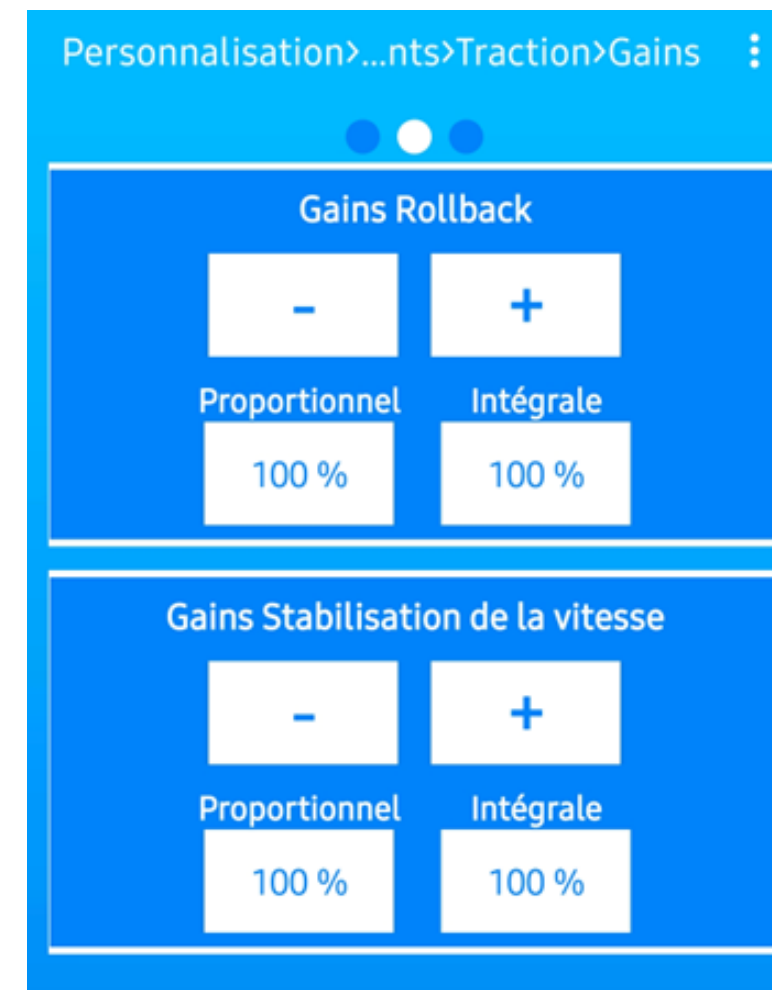 Personnalisation>...nts>Traction>Gains
Gains Rollback
- +
Proportionnel Intégrale
100 % 100 %
Gains Stabilisation de la vitesse
- +
Proportionnel Intégrale
100 % 100 %